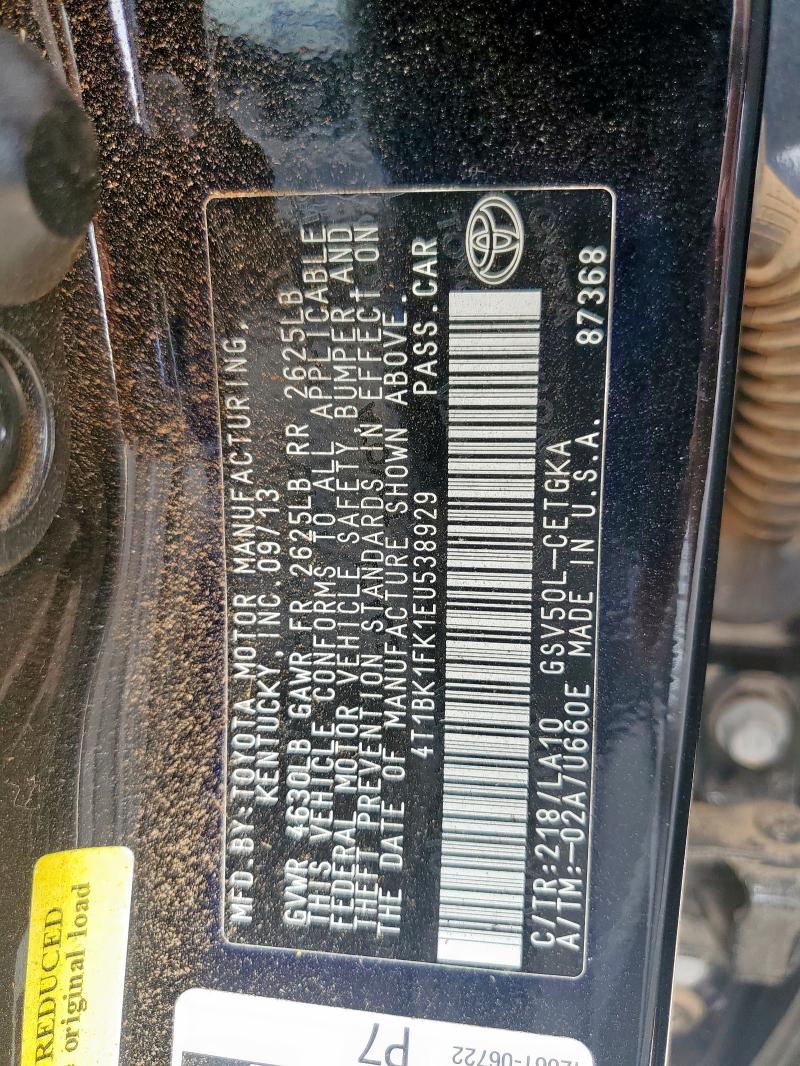 MFD.BY:TOYOTA MOTOR MANUFACTURING.
KENTUCKY, INC.09/13
GVWR 4630LB GAWR FR 2625LB RR 2625LB
THIS VEHICLE CONFORMS TO ALL APPLICABLE
FEDERAL MOTOR VEHICLE SAFETY BUMPER AND
THEFT PREVENTION STANDARDS IN EFFECT ON
THE DATE OF MANUFACTURE SHOWN ABOVE.
4T1BK1FK1EU538929 PASS.CAR
C/TR:218/LA10 GSV50L-CETGKA
A/TM:-02A/U660E MADE IN U.S.A. 87368
REDUCED
original load
P7
2061-06722